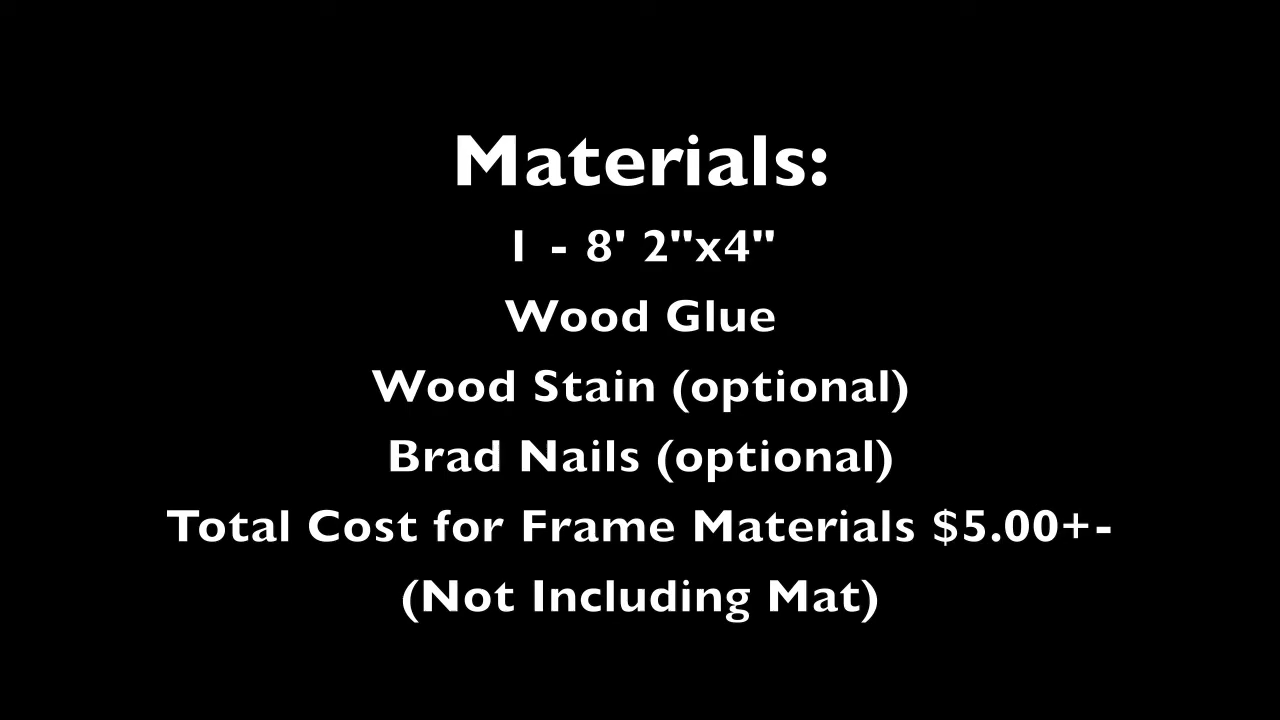 Materials:
1 - 8' 2"x4"
Wood Glue
Wood Stain (optional)
Brad Nails (optional)
Total Cost for Frame Materials $5.00+-
(Not Including Mat)